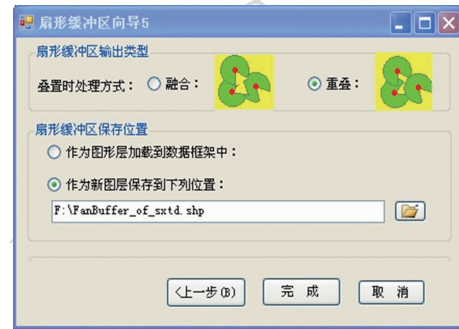 扇形缓冲区向导5
扇形缓冲区输出类型
叠置时处理方式： 融合： 重叠：
扇形缓冲区保存位置
作为图形层加载到数据框架中：
作为新图层保存到下列位置：
F:\FanBuffer_of_sxtd.shp
<上一步(B) 完 成 取 消